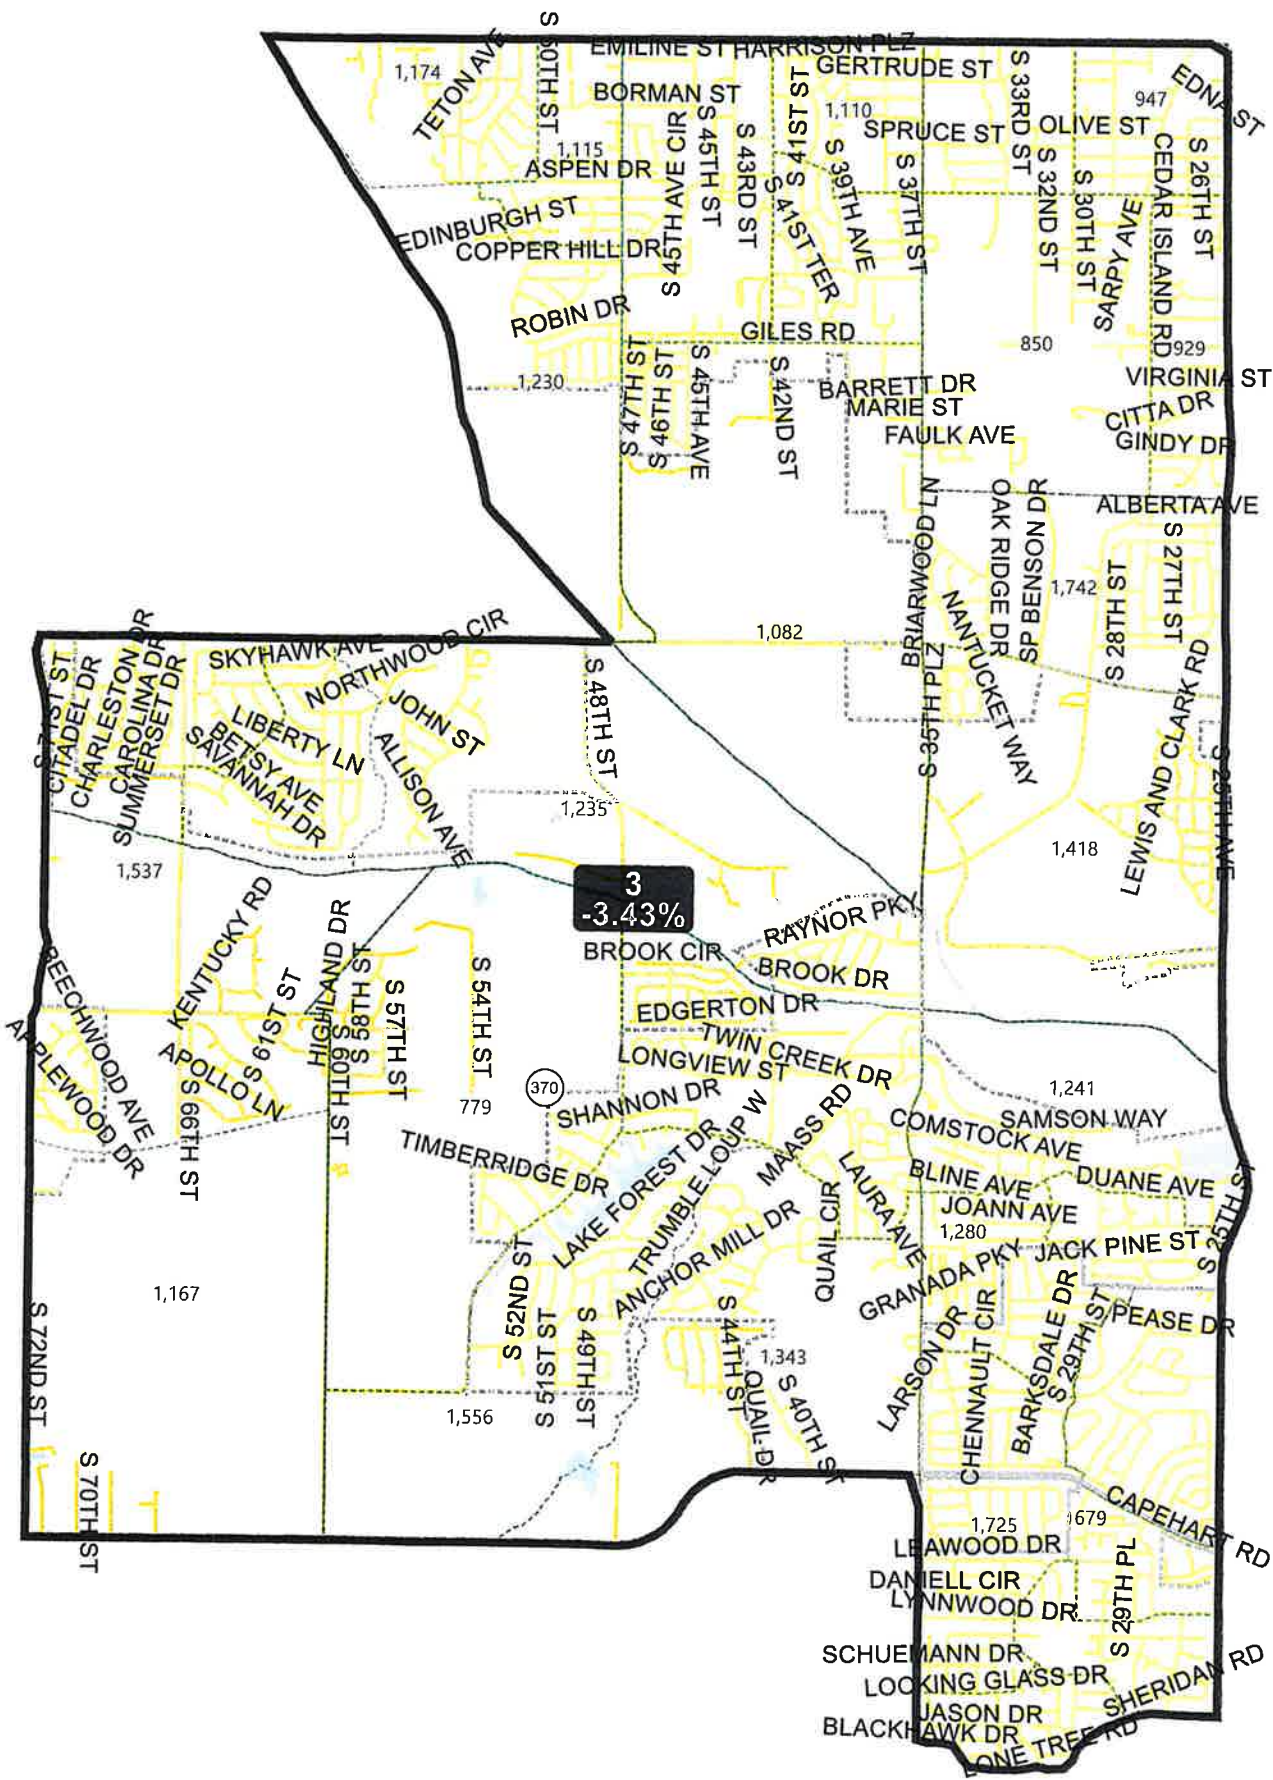 S 50TH ST
EMILINE ST
HARRISON PLZ
1,174
TETON AVE
GERTRUDE ST
S 33RD ST
EDNA ST
BORMAN ST
S 41ST ST
1,110
947
SPRUCE ST
OLIVE ST
S 45TH ST
S 43RD ST
S 45TH AVE CIR
1,115
ASPEN DR
S 39TH AVE
S 37TH ST
S 32ND ST
S 30TH ST
CEDAR ISLAND RD
S 26TH ST
S 41ST TER
SARPY AVE
EDINBURGH ST
COPPER HILL DR
ROBIN DR
GILES RD
850
929
1,230
S 47TH ST
S 46TH ST
S 45TH AVE
S 42ND ST
BARRETT DR
VIRGINIA ST
MARIE ST
CITTA DR
FAULK AVE
GINDY DR
BRIARWOOD LN
OAK RIDGE DR
SP BENSON DR
ALBERTA AVE
S 27TH ST
1,742
S 28TH ST
NANTUCKET WAY
1,082
SKYHAWK AVE
NORTHWOOD CIR
S 48TH ST
S 35TH PLZ
LEWIS AND CLARK RD
S 25TH AVE
S 71ST ST
CITADEL DR
CHARLESTON DR
CAROLINA DR
SUMMERSET DR
LIBERTY LN
JOHN ST
BETSY AVE
SAVANNAH DR
ALLISON AVE
1,235
1,418
1,537
3
-3.43%
KENTUCKY RD
HIGHLAND DR
RAYNOR PKY
BROOK CIR
BROOK DR
BEECHWOOD AVE
S 61ST ST
S 58TH ST
S 57TH ST
S 54TH ST
EDGERTON DR
APPLEWOOD DR
APOLLO LN
S 60TH ST
TWIN CREEK DR
LONGVIEW ST
S 66TH ST
779
370
SHANNON DR
1,241
SAMSON WAY
COMSTOCK AVE
MAASS RD
TIMBERRIDGE DR
LAKE FOREST DR
TRUMBLE LOUP W
LAURA AVE
BLINE AVE
DUANE AVE
JOANN AVE
S 25TH ST
QUAIL CIR
1,280
ANCHOR MILL DR
JACK PINE ST
GRANADA PKY
1,167
S 52ND ST
S 51ST ST
S 49TH ST
S 44TH ST
1,343
LARSON DR
CHENNAULT CIR
BARKSDALE DR
S 29TH ST
PEASE DR
S 72ND ST
QUAIL DR
S 40TH ST
1,556
S 70TH ST
CAPEHART RD
1,725
679
LEAWOOD DR
DANIELL CIR
LYNNWOOD DR
S 29TH PL
SCHUEMANN DR
LOOKING GLASS DR
SHERIDAN RD
JASON DR
BLACKHAWK DR
LONE TREE RD